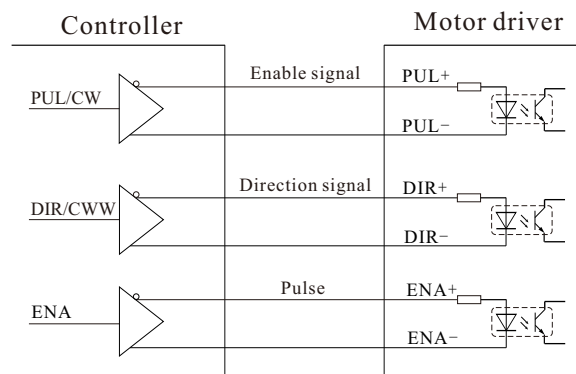 Controller
Motor driver
Enable signal
PUL+
PUL/CW
PUL−
Direction signal
DIR+
DIR/CWW
DIR−
Pulse
ENA+
ENA
ENA−